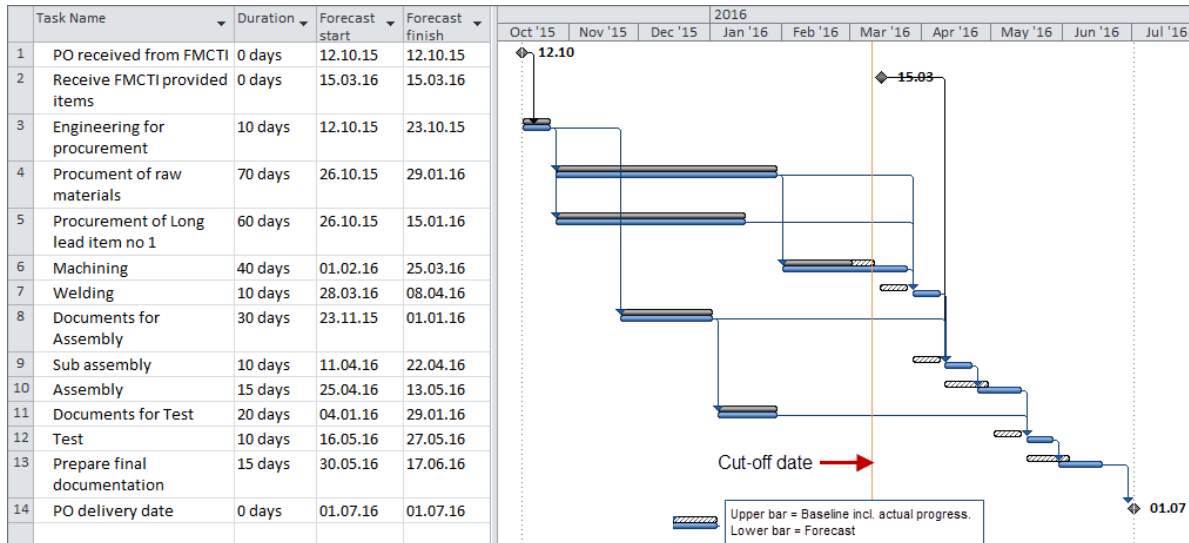 Task Name Duration Forecast start Forecast finish
2016
Oct '15 Nov '15 Dec '15 Jan '16 Feb '16 Mar '16 Apr '16 May '16 Jun '16 Jul '16
1 PO received from FMCTI 0 days 12.10.15 12.10.15
12.10
2 Receive FMCTI provided items 0 days 15.03.16 15.03.16
15.03
3 Engineering for procurement 10 days 12.10.15 23.10.15
4 Procument of raw materials 70 days 26.10.15 29.01.16
5 Procurement of Long lead item no 1 60 days 26.10.15 15.01.16
6 Machining 40 days 01.02.16 25.03.16
7 Welding 10 days 28.03.16 08.04.16
8 Documents for Assembly 30 days 23.11.15 01.01.16
9 Sub assembly 10 days 11.04.16 22.04.16
10 Assembly 15 days 25.04.16 13.05.16
11 Documents for Test 20 days 04.01.16 29.01.16
12 Test 10 days 16.05.16 27.05.16
13 Prepare final documentation 15 days 30.05.16 17.06.16
Cut-off date
14 PO delivery date 0 days 01.07.16 01.07.16
01.07
Upper bar = Baseline incl. actual progress.
Lower bar = Forecast